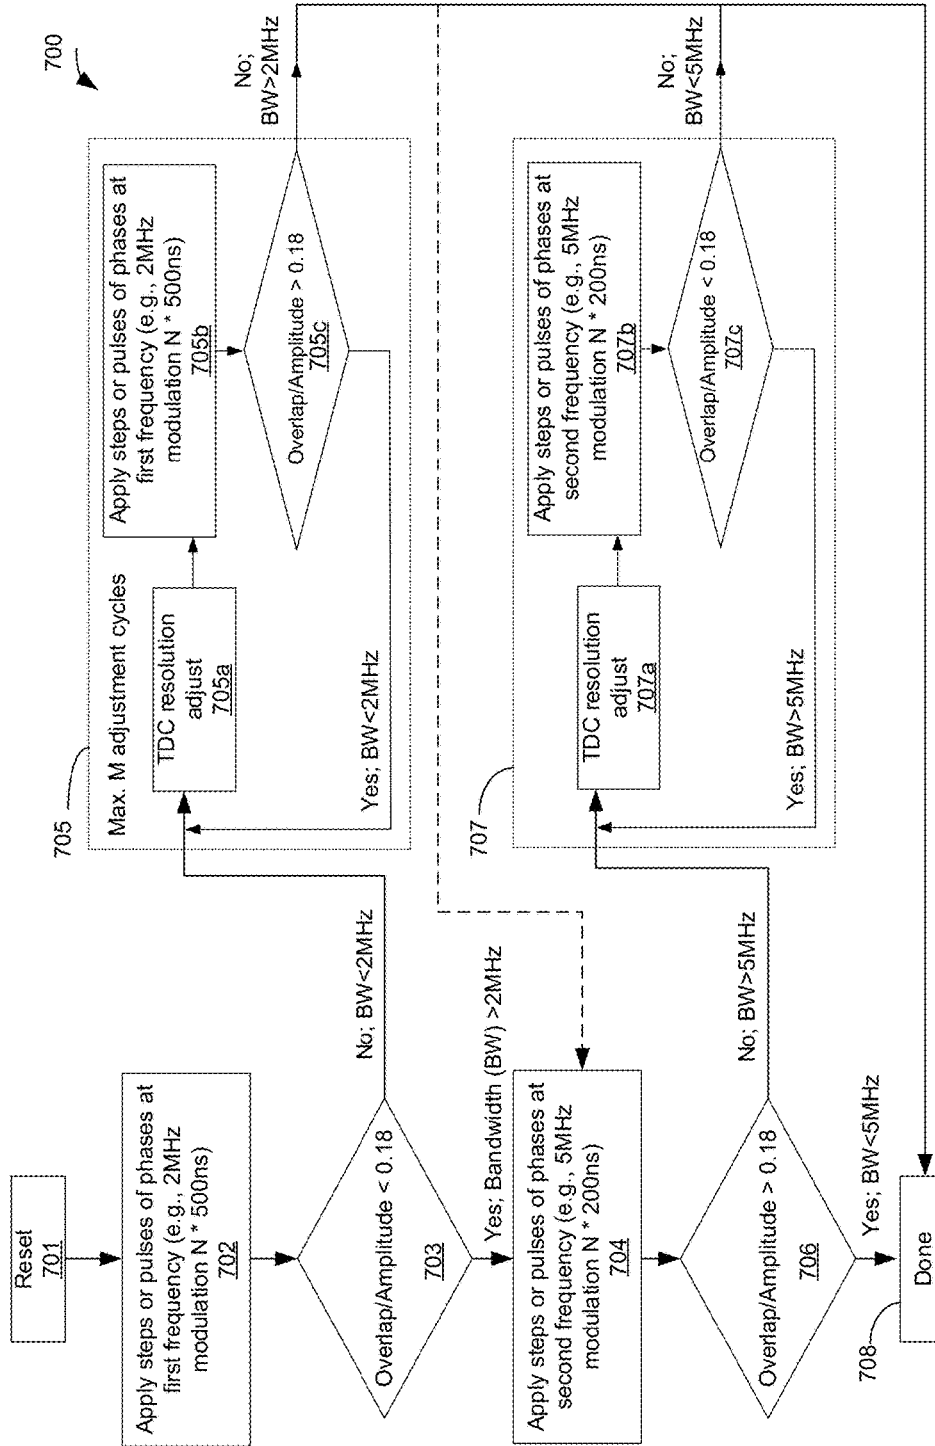 700
Reset
701
Apply steps or pulses of phases at
first frequency (e.g., 2MHz
modulation N * 500ns)
702
Overlap/Amplitude < 0.18
703
No; BW<2MHz
Yes; Bandwidth (BW) >2MHz
705
Max. M adjustment cycles
TDC resolution
adjust
705a
Apply steps or pulses of phases at
first frequency (e.g., 2MHz
modulation N * 500ns)
705b
Overlap/Amplitude > 0.18
705c
Yes; BW<2MHz
No;
BW>2MHz
Apply steps or pulses of phases at
second frequency (e.g., 5MHz
modulation N * 200ns)
704
Overlap/Amplitude > 0.18
706
No; BW>5MHz
Yes; BW<5MHz
707
TDC resolution
adjust
707a
Apply steps or pulses of phases at
second frequency (e.g., 5MHz
modulation N * 200ns)
707b
Overlap/Amplitude < 0.18
707c
Yes; BW>5MHz
No;
BW<5MHz
708
Done